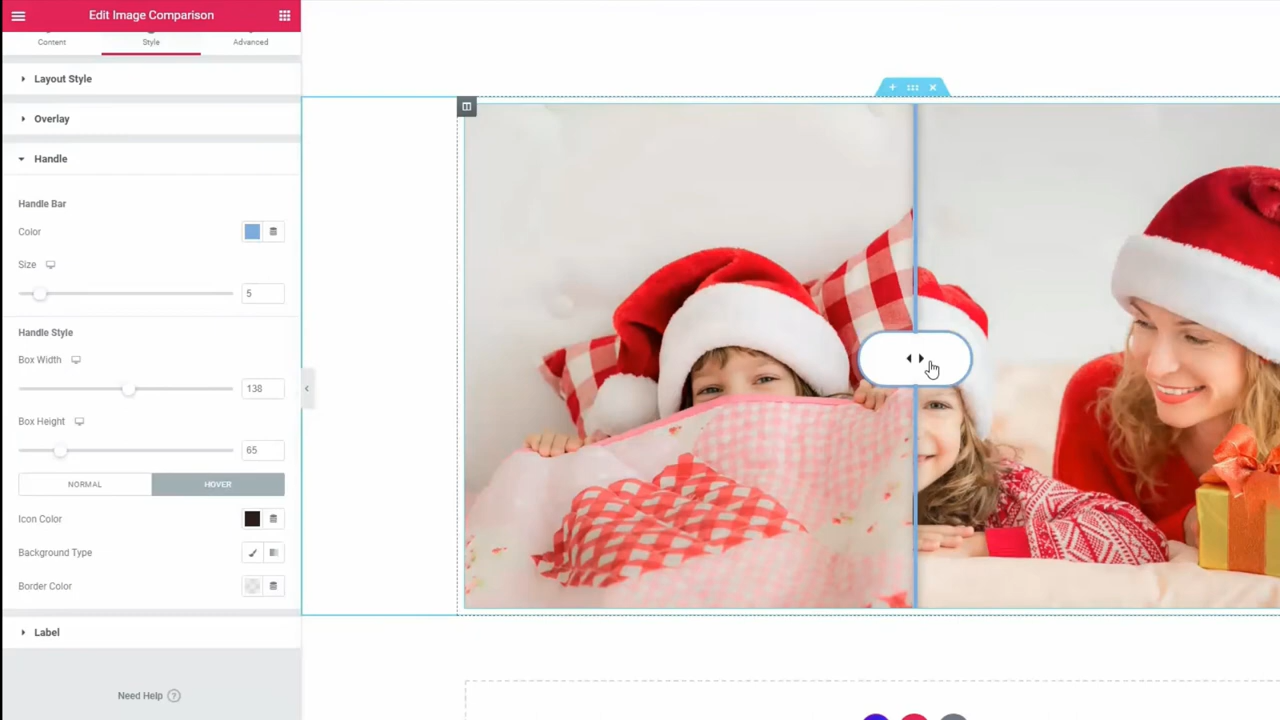 Edit Image Comparison
Content
Style
Advanced
Layout Style
Overlay
Handle
Handle Bar
Color
Size
5
Handle Style
Box Width
138
Box Height
65
NORMAL
HOVER
Icon Color
Background Type
Border Color
Label
Need Help ?